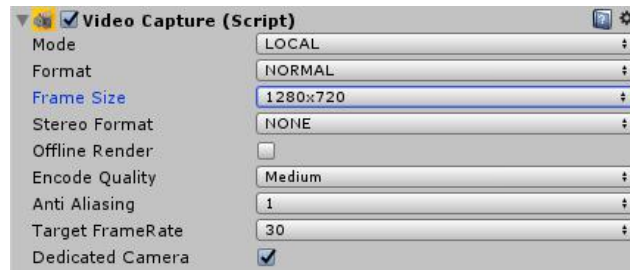 Video Capture (Script)
Mode LOCAL
Format NORMAL
Frame Size 1280x720
Stereo Format NONE
Offline Render
Encode Quality Medium
Anti Aliasing 1
Target FrameRate 30
Dedicated Camera